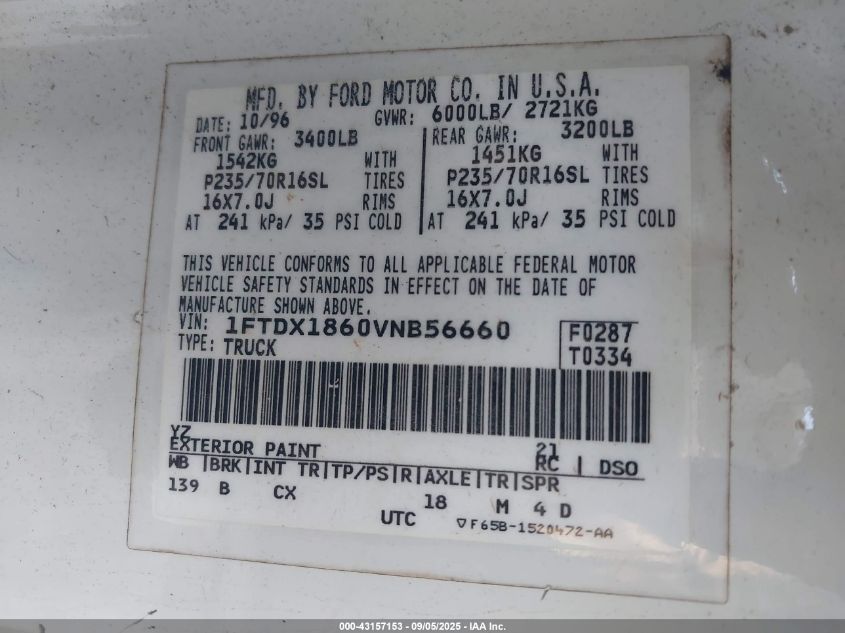 MFD. BY FORD MOTOR CO. IN U.S.A.
DATE: 10/96 GVWR: 6000LB/ 2721KG
FRONT GAWR: 3400LB REAR GAWR: 3200LB
1542KG WITH 1451KG WITH
P235/70R16SL TIRES P235/70R16SL TIRES
16X7.0J RIMS 16X7.0J RIMS
AT 241 kPa/ 35 PSI COLD AT 241 kPa/ 35 PSI COLD
THIS VEHICLE CONFORMS TO ALL APPLICABLE FEDERAL MOTOR
VEHICLE SAFETY STANDARDS IN EFFECT ON THE DATE OF
MANUFACTURE SHOWN ABOVE.
VIN: 1FTDX1860VNB56660 F0287
TYPE: TRUCK T0334
YZ 21
EXTERIOR PAINT RC | DSO
WB |BRK|INT TR|TP/PS|R|AXLE|TR|SPR
139 B CX 18 M 4 D
UTC ▽F65B-1520472-AA
000-43157153 - 09/05/2025 - IAA Inc.